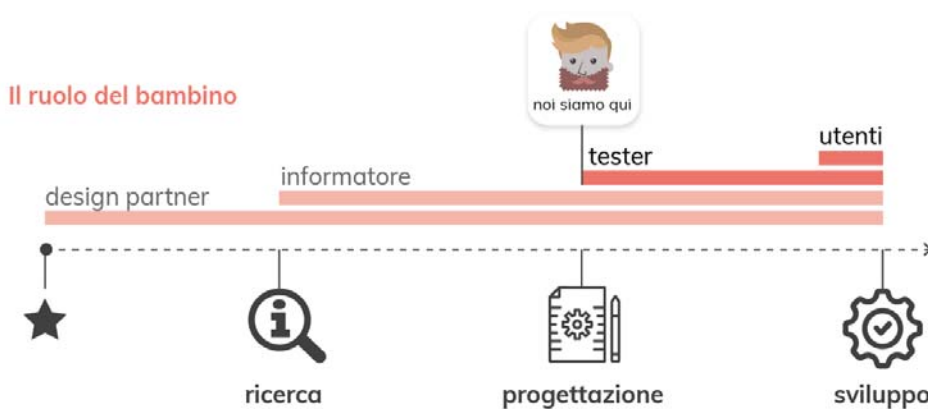 noi siamo qui
Il ruolo del bambino
utenti
tester
informatore
design partner
ricerca
progettazione
sviluppo